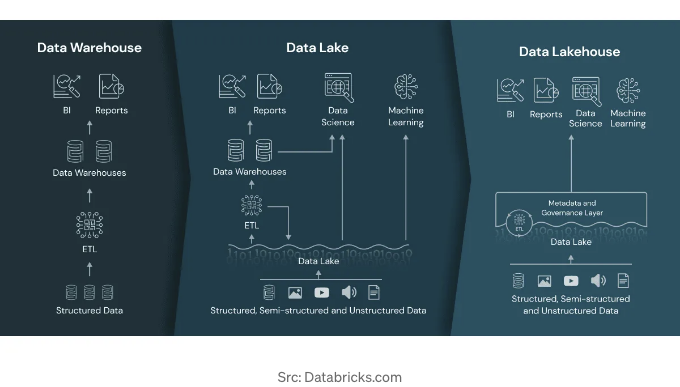 Data Warehouse
BI
Reports
Data Warehouses
ETL
Structured Data
Data Lake
BI
Reports
Data
Science
Machine
Learning
Data Warehouses
ETL
Data Lake
Structured, Semi-structured and Unstructured Data
Data Lakehouse
BI
Reports
Data
Science
Machine
Learning
Metadata and
Governance Layer
ETL
Data Lake
Structured, Semi-structured
and Unstructured Data
Src: Databricks.com